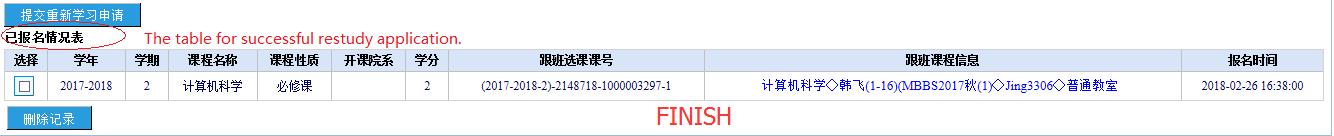 提交重新学习申请
已报名情况表 The table for successful restudy application.
选择 学年 学期 课程名称 课程性质 开课院系 学分 跟班选课课号 跟班课程信息 报名时间
2017-2018 2 计算机科学 必修课 2 (2017-2018-2)-2148718-1000003297-1 计算机科学◇韩飞(1-16)(MBBS2017秋(1)◇Jing3306◇普通教室 2018-02-26 16:38:00
删除记录 FINISH